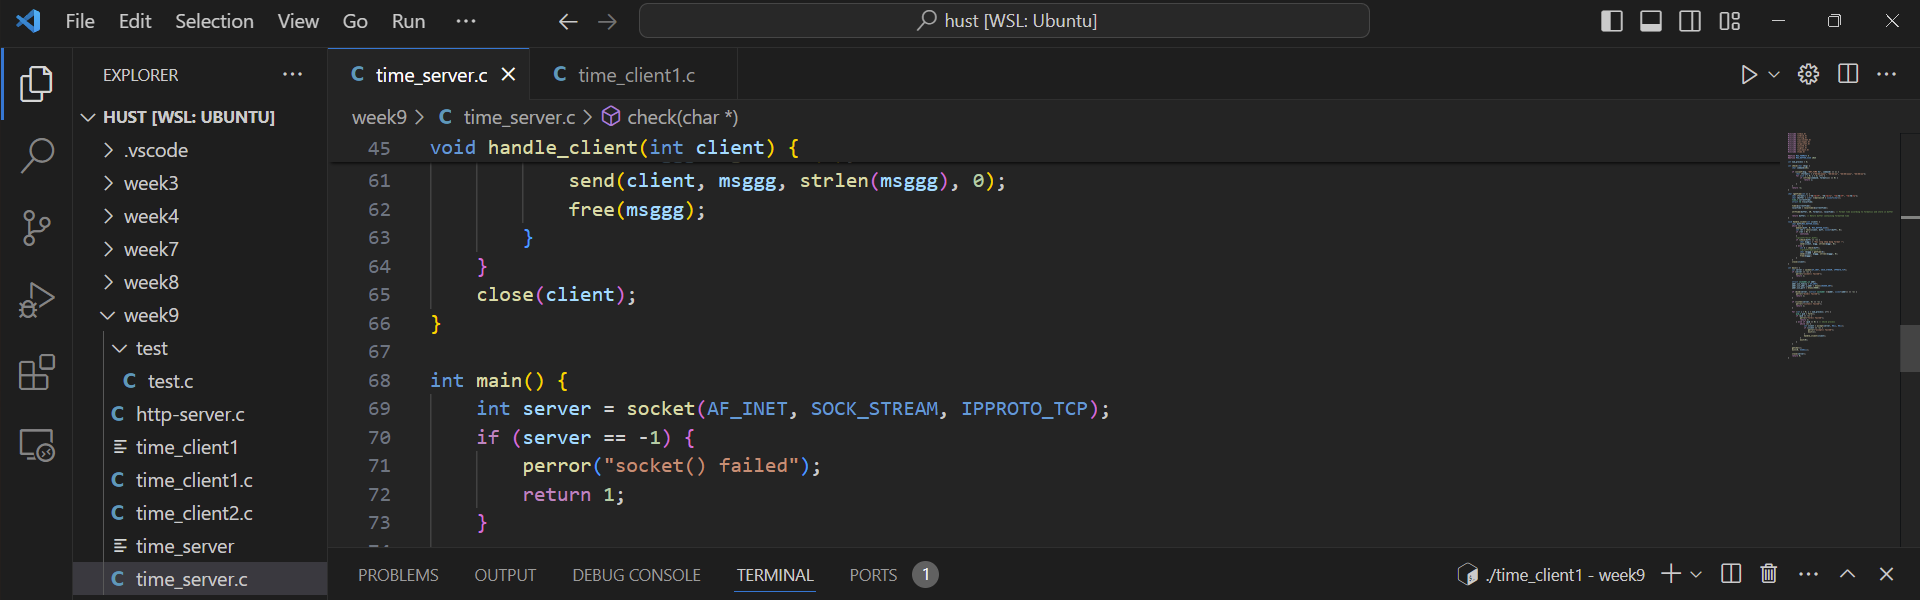 File Edit Selection View Go Run ··· hust [WSL: Ubuntu]
EXPLORER ···
HUST [WSL: UBUNTU]
.vscode
week3
week4
week7
week8
week9
test
C test.c
C http-server.c
time_client1
C time_client1.c
C time_client2.c
time_server
C time_server.c
C time_server.c C time_client1.c
week9 > C time_server.c > check(char *)
45 void handle_client(int client) {
61 send(client, msggg, strlen(msggg), 0);
62 free(msggg);
63 }
64 }
65 close(client);
66 }
67
68 int main() {
69 int server = socket(AF_INET, SOCK_STREAM, IPPROTO_TCP);
70 if (server == -1) {
71 perror("socket() failed");
72 return 1;
73 }
PROBLEMS OUTPUT DEBUG CONSOLE TERMINAL PORTS 1 ./time_client1 - week9